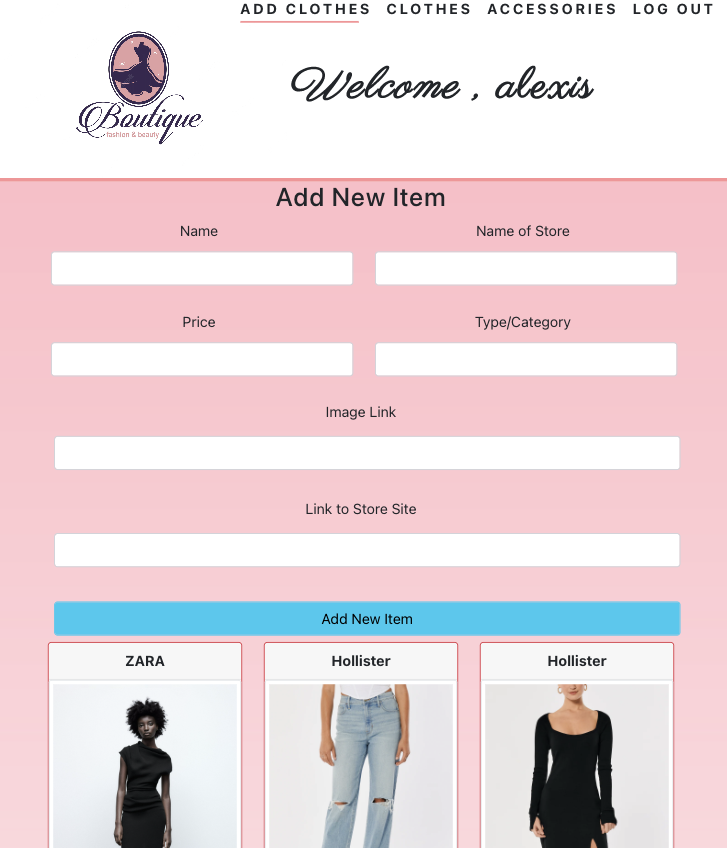 ADD CLOTHES CLOTHES ACCESSORIES LOG OUT
Boutique
fashion & beauty
Welcome , alexis
Add New Item
Name Name of Store
Price Type/Category
Image Link
Link to Store Site
Add New Item
ZARA Hollister Hollister